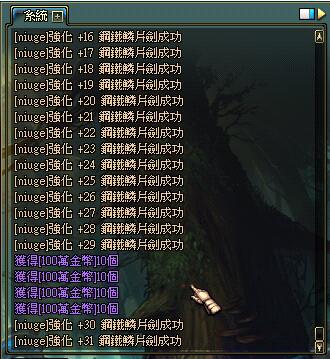 系統
[niuge]強化 +16 鋼鐵鱗片劍成功
[niuge]強化 +17 鋼鐵鱗片劍成功
[niuge]強化 +18 鋼鐵鱗片劍成功
[niuge]強化 +19 鋼鐵鱗片劍成功
[niuge]強化 +20 鋼鐵鱗片劍成功
[niuge]強化 +21 鋼鐵鱗片劍成功
[niuge]強化 +22 鋼鐵鱗片劍成功
[niuge]強化 +23 鋼鐵鱗片劍成功
[niuge]強化 +24 鋼鐵鱗片劍成功
[niuge]強化 +25 鋼鐵鱗片劍成功
[niuge]強化 +26 鋼鐵鱗片劍成功
[niuge]強化 +27 鋼鐵鱗片劍成功
[niuge]強化 +28 鋼鐵鱗片劍成功
[niuge]強化 +29 鋼鐵鱗片劍成功
獲得[100萬金幣]10個
獲得[100萬金幣]10個
獲得[100萬金幣]10個
獲得[100萬金幣]10個
[niuge]強化 +30 鋼鐵鱗片劍成功
[niuge]強化 +31 鋼鐵鱗片劍成功